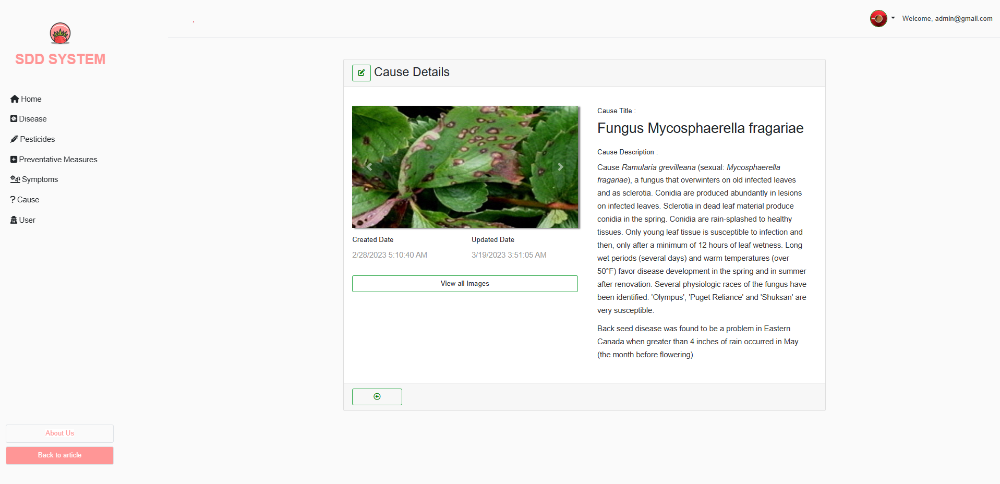 SDD SYSTEM
Home
Disease
Pesticides
Preventative Measures
Symptoms
? Cause
User
About Us
Back to article
Welcome, admin@gmail.com
Cause Details
Created Date
2/28/2023 5:10:40 AM
Updated Date
3/19/2023 3:51:05 AM
View all Images
Cause Title :
Fungus Mycosphaerella fragariae
Cause Description :
Cause Ramularia grevilleana (sexual: Mycosphaerella
fragariae), a fungus that overwinters on old infected leaves
and as sclerotia. Conidia are produced abundantly in lesions
on infected leaves. Sclerotia in dead leaf material produce
conidia in the spring. Conidia are rain-splashed to healthy
tissues. Only young leaf tissue is susceptible to infection and
then, only after a minimum of 12 hours of leaf wetness. Long
wet periods (several days) and warm temperatures (over
50°F) favor disease development in the spring and in summer
after renovation. Several physiologic races of the fungus have
been identified. 'Olympus', 'Puget Reliance' and 'Shuksan' are
very susceptible.
Back seed disease was found to be a problem in Eastern
Canada when greater than 4 inches of rain occurred in May
(the month before flowering).